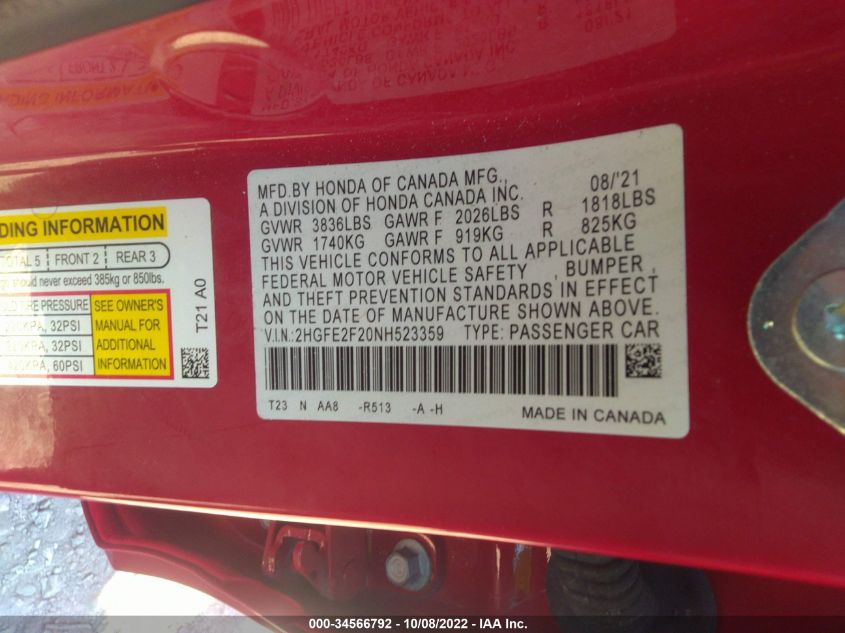 DING INFORMATION
TOTAL 5 FRONT 2 REAR 3
should never exceed 385kg or 850lbs.
TIRE PRESSURE
KPA, 32PSI
KPA, 32PSI
KPA, 60PSI
SEE OWNER'S
MANUAL FOR
ADDITIONAL
INFORMATION
T21 A0
MFD.BY HONDA OF CANADA MFG., 08/'21
A DIVISION OF HONDA CANADA INC.
GVWR 3836LBS GAWR F 2026LBS R 1818LBS
GVWR 1740KG GAWR F 919KG R 825KG
THIS VEHICLE CONFORMS TO ALL APPLICABLE
FEDERAL MOTOR VEHICLE SAFETY , BUMPER ,
AND THEFT PREVENTION STANDARDS IN EFFECT
ON THE DATE OF MANUFACTURE SHOWN ABOVE.
V.I.N.:2HGFE2F20NH523359 TYPE: PASSENGER CAR
T23 N AA8 -R513 -A -H MADE IN CANADA
000-34566792 - 10/08/2022 - IAA Inc.